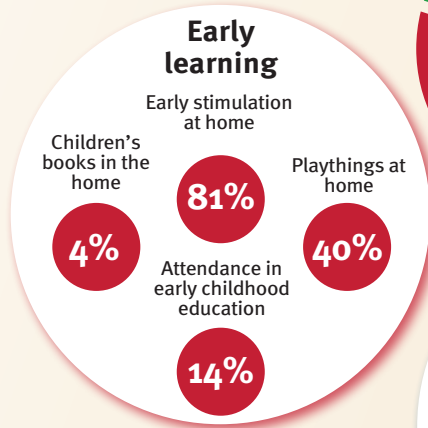 Early
learning
Early stimulation
at home
81%
Children's
books in the
home
4%
Playthings at
home
40%
Attendance in
early childhood
education
14%